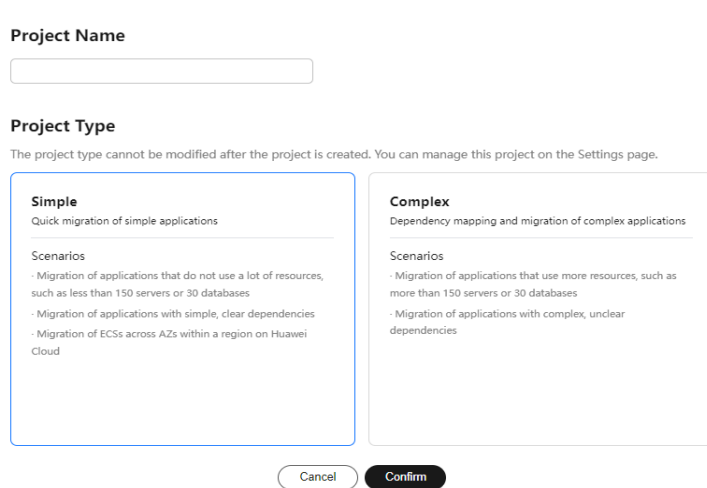 Project Name
Project Type
The project type cannot be modified after the project is created. You can manage this project on the Settings page.
Simple
Quick migration of simple applications
Scenarios
· Migration of applications that do not use a lot of resources,
such as less than 150 servers or 30 databases
· Migration of applications with simple, clear dependencies
· Migration of ECSs across AZs within a region on Huawei
Cloud
Complex
Dependency mapping and migration of complex applications
Scenarios
· Migration of applications that use more resources, such as
more than 150 servers or 30 databases
· Migration of applications with complex, unclear
dependencies
Cancel
Confirm